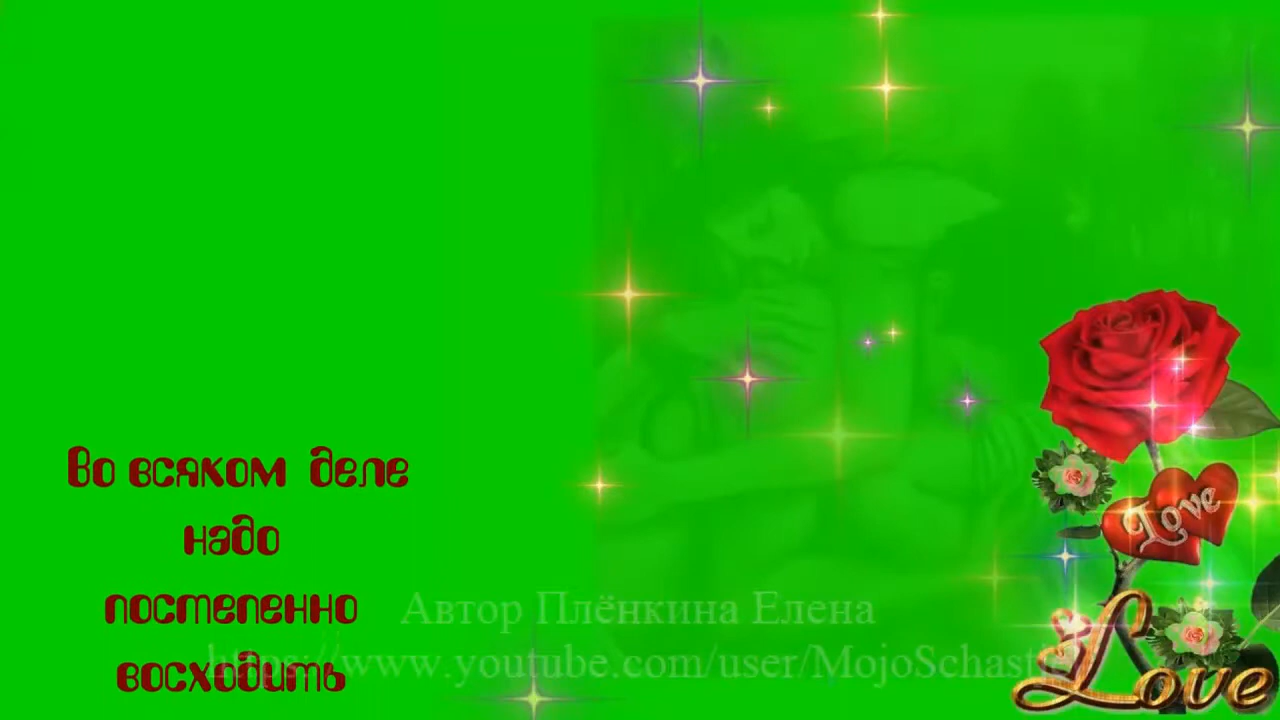 Во всяком деле
надо
постепенно
восходить
Автор Плёнкина Елена
https://www.youtube.com/user/MojoSchast
Love
Love